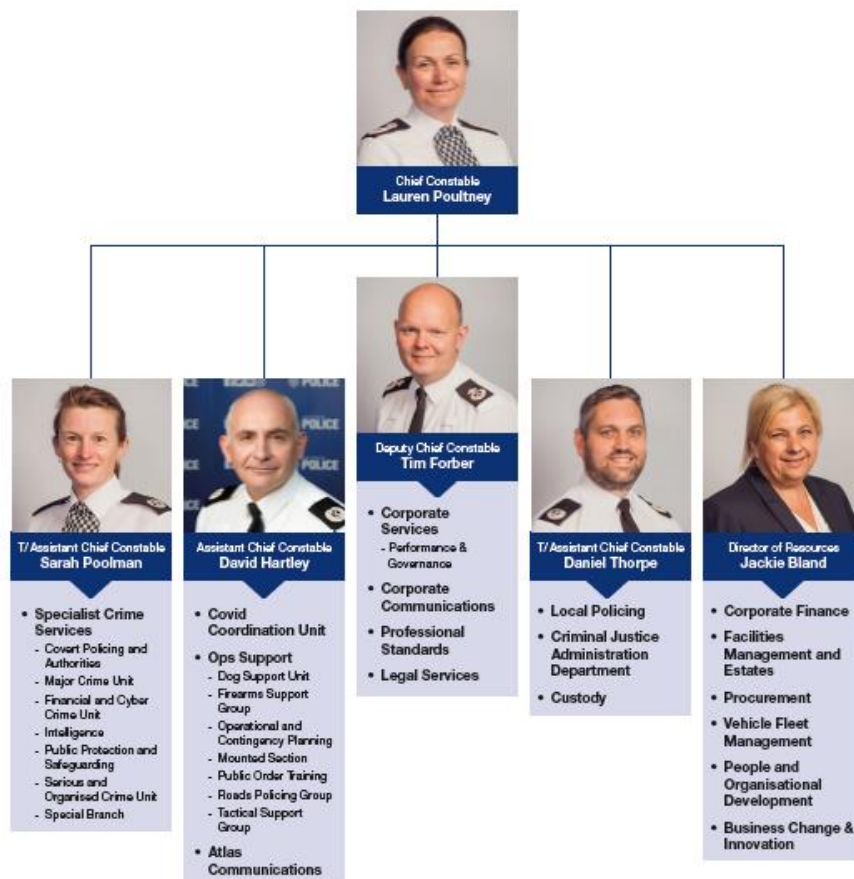 Chief Constable
Lauren Poultney
Deputy Chief Constable
Tim Forber
• Corporate
Services
- Performance &
Governance
• Corporate
Communications
• Professional
Standards
• Legal Services
POLICE
POLICE
T/ Assistant Chief Constable
Sarah Poolman
• Specialist Crime
Services
- Covert Policing and
Authorities
- Major Crime Unit
- Financial and Cyber
Crime Unit
- Intelligence
- Public Protection and
Safeguarding
- Serious and
Organised Crime Unit
- Special Branch
Assistant Chief Constable
David Hartley
• Covid
Coordination Unit
• Ops Support
- Dog Support Unit
- Firearms Support
Group
- Operational and
Contingency Planning
- Mounted Section
- Public Order Training
- Roads Policing Group
- Tactical Support
Group
• Atlas
Communications
T/ Assistant Chief Constable
Daniel Thorpe
• Local Policing
• Criminal Justice
Administration
Department
• Custody
Director of Resources
Jackie Bland
• Corporate Finance
• Facilities
Management and
Estates
• Procurement
• Vehicle Fleet
Management
• People and
Organisational
Development
• Business Change &
Innovation